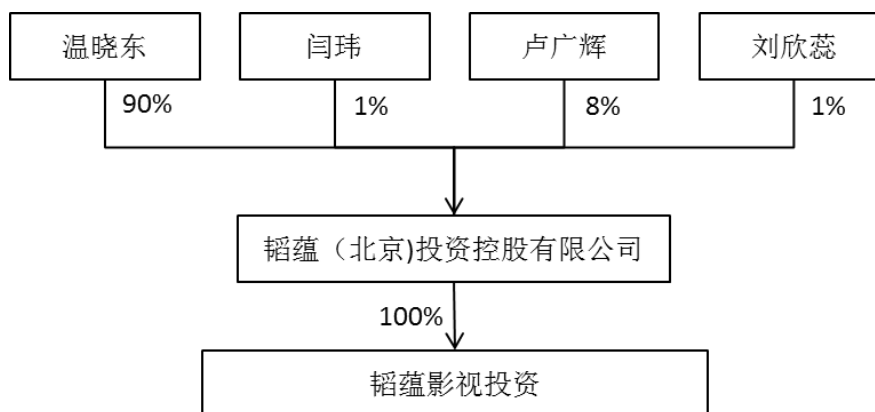 温晓东 闫玮 卢广辉 刘欣蕊
90% 1% 8% 1%
韬蕴（北京)投资控股有限公司
100%
韬蕴影视投资